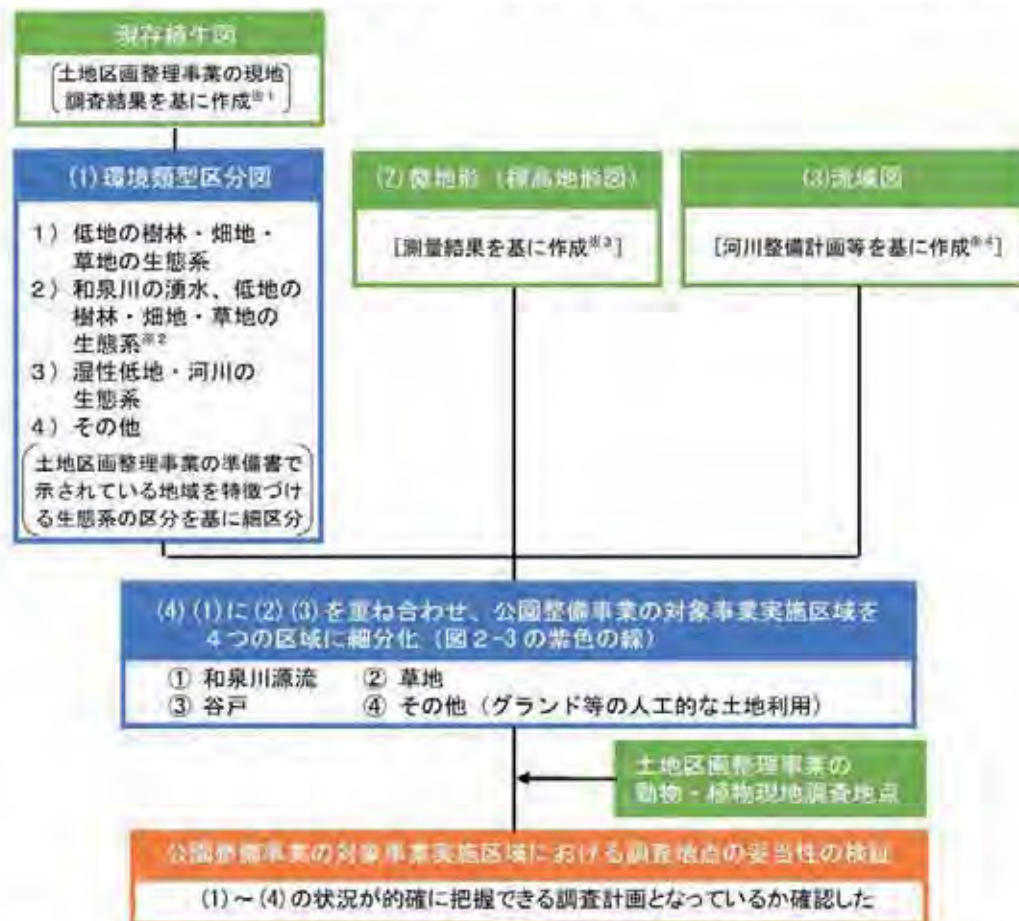 現存植生図
土地区画整理事業の現地
調査結果を基に作成※1
(1)環境類型区分図
1）低地の樹林・畑地・
草地の生態系
2）和泉川の湧水、低地の
樹林・畑地・草地の
生態系※2
3）湿性低地・河川の
生態系
4）その他
土地区画整理事業の準備書で
示されている地域を特徴づけ
る生態系の区分を基に細区分
(2)微地形（標高地形図）
[測量結果を基に作成※3]
(3)流域図
[河川整備計画等を基に作成※4]
(4)(1)に(2)(3)を重ね合わせ、公園整備事業の対象事業実施区域を
4つの区域に細分化（図2-3の紫色の線）
① 和泉川源流 ② 草地
③ 谷戸 ④ その他（グランド等の人工的な土地利用）
土地区画整理事業の
動物・植物現地調査地点
公園整備事業の対象事業実施区域における調査地点の妥当性の検証
(1)～(4)の状況が的確に把握できる調査計画となっているか確認した